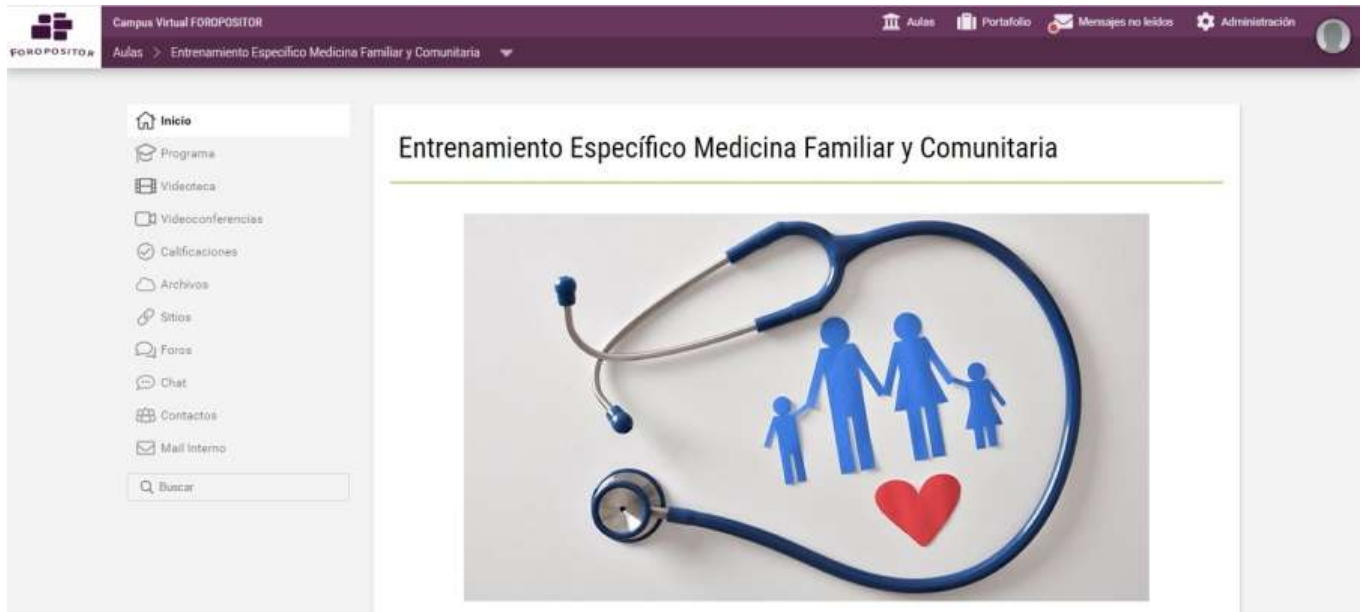 FOROPOSITOR
Campus Virtual FOROPOSITOR
Aulas
Portafolio
Mensajes no leídos
Administración
Aulas > Entrenamiento Específico Medicina Familiar y Comunitaria
Inicio
Programa
Videoteca
Videoconferencias
Calificaciones
Archivos
Sitios
Foros
Chat
Contactos
Mail Interno
Buscar
Entrenamiento Específico Medicina Familiar y Comunitaria